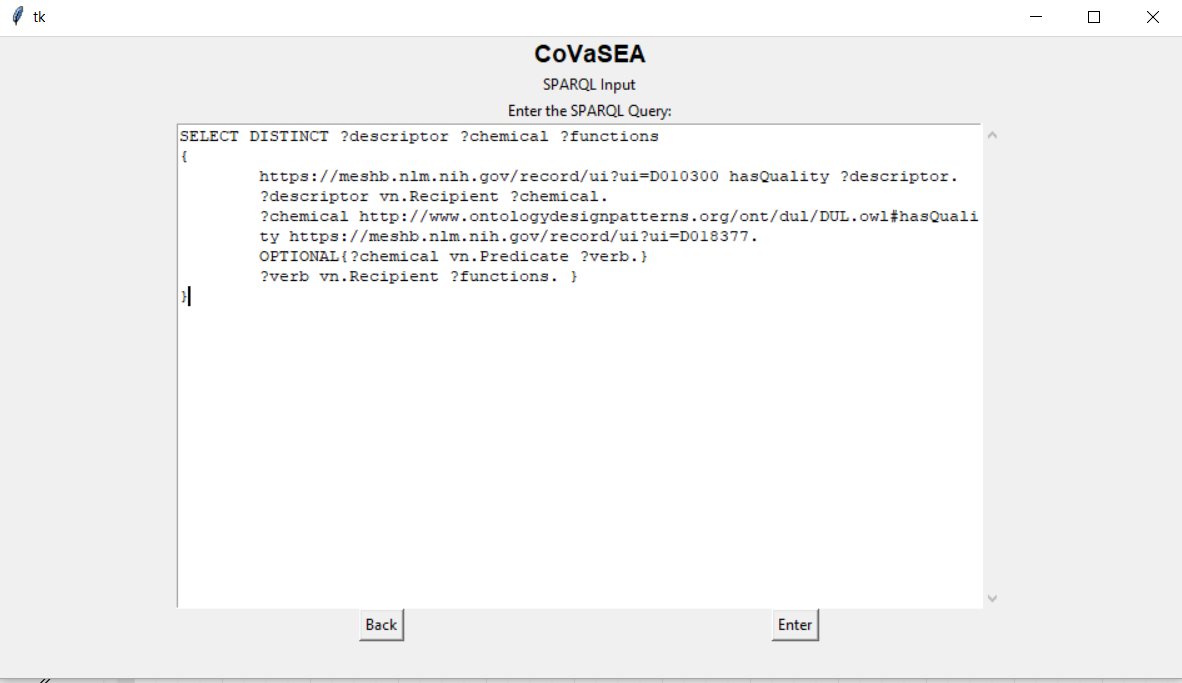 tk
CoVaSEA
SPARQL Input
Enter the SPARQL Query:
SELECT DISTINCT ?descriptor ?chemical ?functions
{
https://meshb.nlm.nih.gov/record/ui?ui=D010300 hasQuality ?descriptor.
?descriptor vn.Recipient ?chemical.
?chemical http://www.ontologydesignpatterns.org/ont/dul/DUL.owl#hasQuali
ty https://meshb.nlm.nih.gov/record/ui?ui=D018377.
OPTIONAL{?chemical vn.Predicate ?verb.}
?verb vn.Recipient ?functions. }
}
Back
Enter